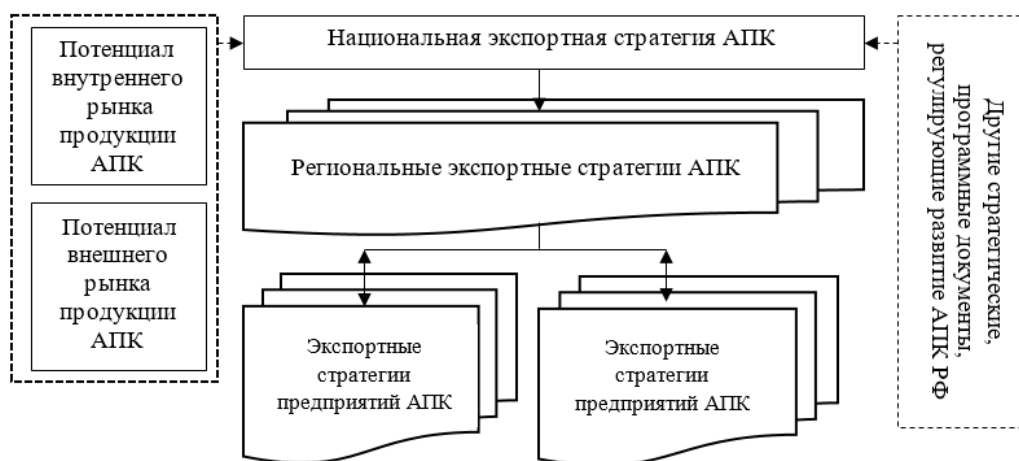 Потенциал
внутреннего
рынка
продукции
АПК
Потенциал
внешнего
рынка
продукции
АПК
Национальная экспортная стратегия АПК
Региональные экспортные стратегии АПК
Экспортные
стратегии
предприятий АПК
Экспортные
стратегии
предприятий АПК
Другие стратегические,
программные документы,
регулирующие развитие АПК РФ